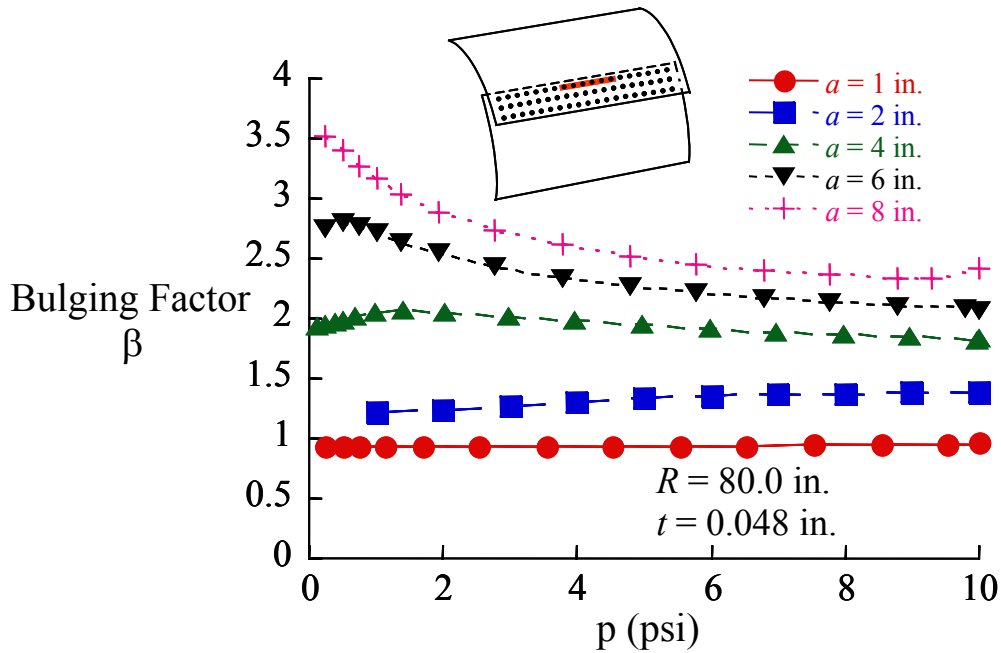 a = 1 in.
a = 2 in.
a = 4 in.
a = 6 in.
a = 8 in.
4
3.5
3
2.5
2
1.5
1
0.5
0
Bulging Factor
β
R = 80.0 in.
t = 0.048 in.
0 2 4 6 8 10
p (psi)